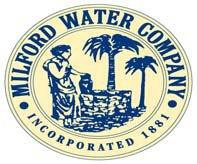 • MILFORD WATER COMPANY •
INCORPORATED 1881